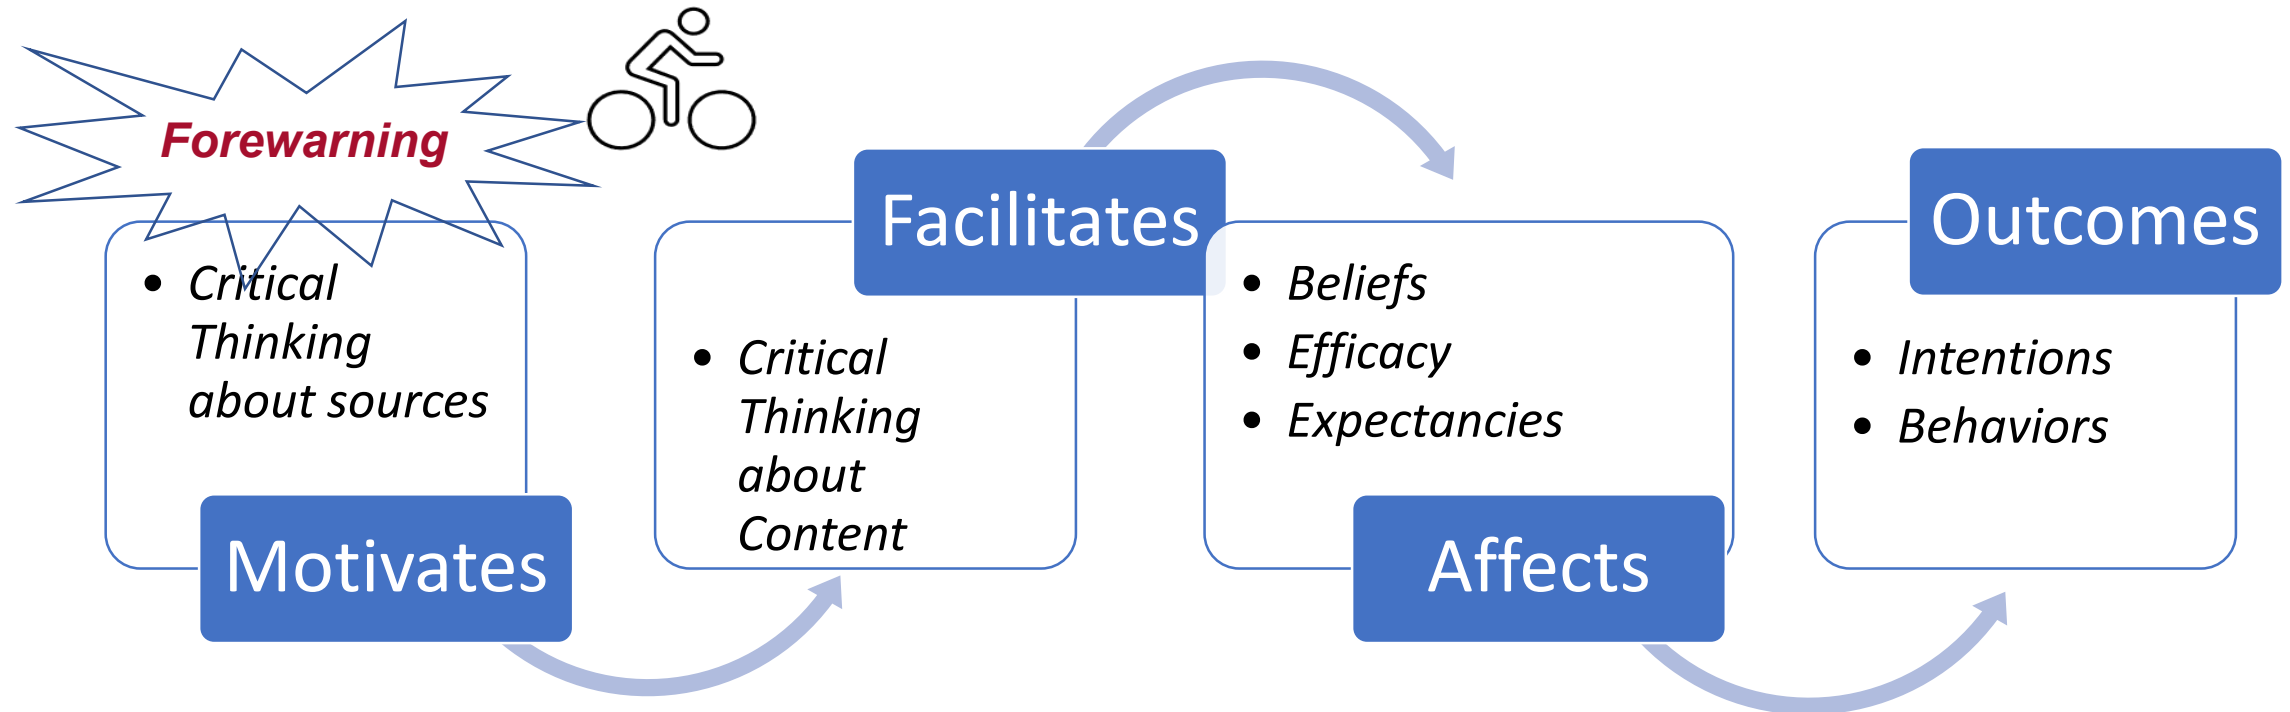 Forewarning
• Critical
Thinking
about sources
Motivates
Facilitates
• Critical
Thinking
about
Content
• Beliefs
• Efficacy
• Expectancies
Affects
Outcomes
• Intentions
• Behaviors